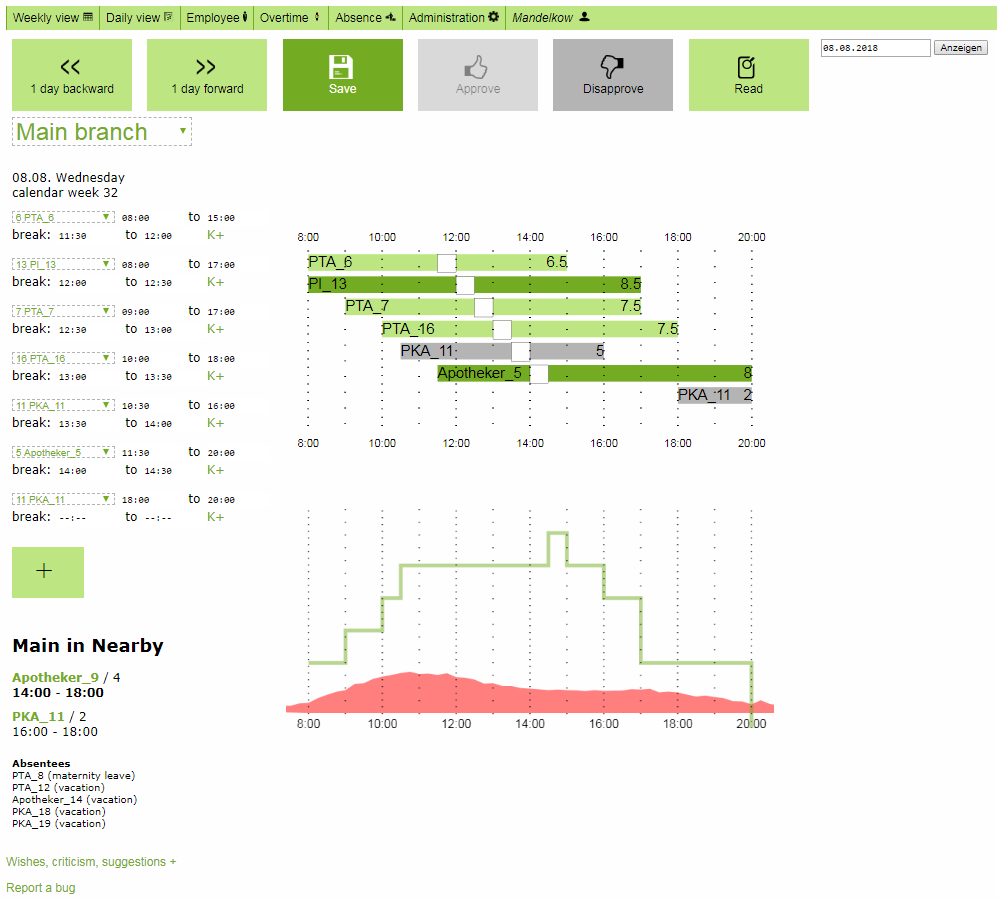 Weekly view Daily view Employee Overtime Absence Administration Mandelkow
<< 1 day backward
>> 1 day forward
Save
Approve
Disapprove
Read
08.08.2018 Anzeigen
Main branch
08.08. Wednesday
calendar week 32
6 PTA_6 08:00 to 15:00
break: 11:30 to 12:00 K+
13 PI_13 08:00 to 17:00
break: 12:00 to 12:30 K+
7 PTA_7 09:00 to 17:00
break: 12:30 to 13:00 K+
16 PTA_16 10:00 to 18:00
break: 13:00 to 13:30 K+
11 PKA_11 10:30 to 16:00
break: 13:30 to 14:00 K+
5 Apotheker_5 11:30 to 20:00
break: 14:00 to 14:30 K+
11 PKA_11 18:00 to 20:00
break: --:-- to --:-- K+
+
8:00 10:00 12:00 14:00 16:00 18:00 20:00
PTA_6 6.5
PI_13 8.5
PTA_7 7.5
PTA_16 7.5
PKA_11 5
Apotheker_5 8
PKA_11 2
8:00 10:00 12:00 14:00 16:00 18:00 20:00
8:00 10:00 12:00 14:00 16:00 18:00 20:00
Main in Nearby
Apotheker_9 / 4
14:00 - 18:00
PKA_11 / 2
16:00 - 18:00
Absentees
PTA_8 (maternity leave)
PTA_12 (vacation)
Apotheker_14 (vacation)
PKA_18 (vacation)
PKA_19 (vacation)
Wishes, criticism, suggestions +
Report a bug